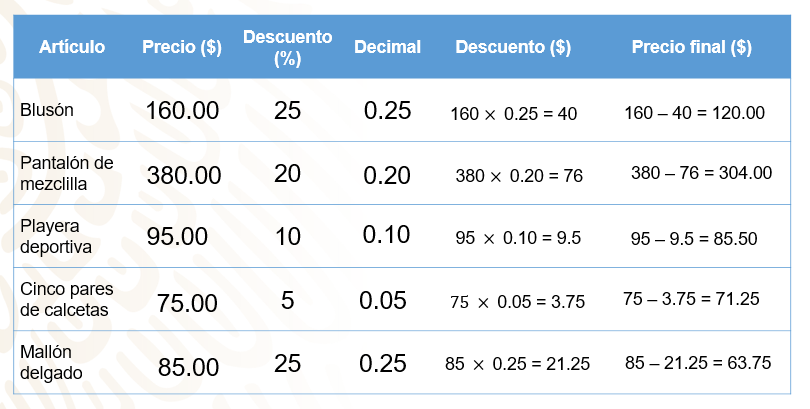 Artículo Precio ($) Descuento (%) Decimal Descuento ($) Precio final ($)
Blusón 160.00 25 0.25 160 × 0.25 = 40 160 – 40 = 120.00
Pantalón de mezclilla 380.00 20 0.20 380 × 0.20 = 76 380 – 76 = 304.00
Playera deportiva 95.00 10 0.10 95 × 0.10 = 9.5 95 – 9.5 = 85.50
Cinco pares de calcetas 75.00 5 0.05 75 × 0.05 = 3.75 75 – 3.75 = 71.25
Mallón delgado 85.00 25 0.25 85 × 0.25 = 21.25 85 – 21.25 = 63.75